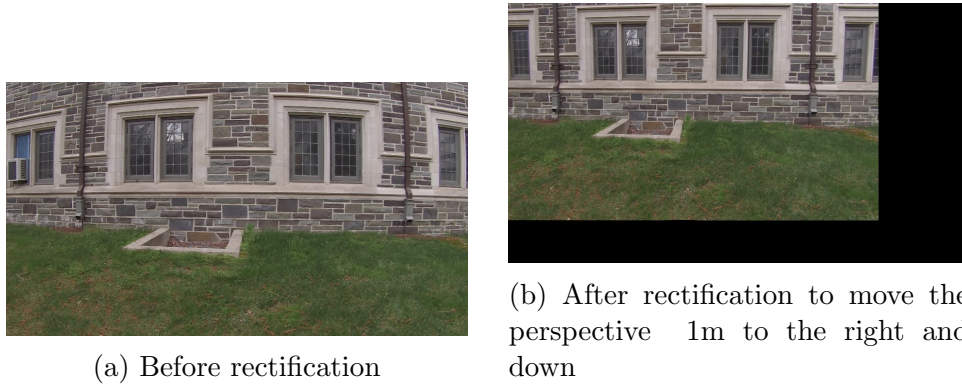 (a) Before rectification
(b) After rectification to move the
perspective 1m to the right and
down